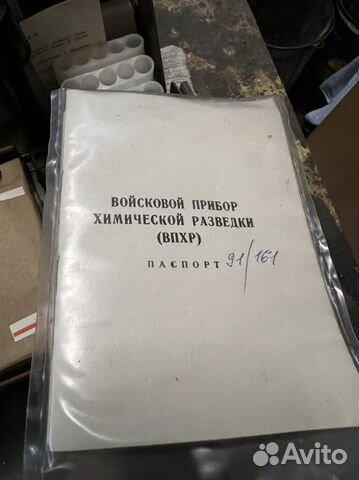 ВОЙСКОВОЙ ПРИБОР
ХИМИЧЕСКОЙ РАЗВЕДКИ
(ВПХР)
ПАСПОРТ 91/161
Avito